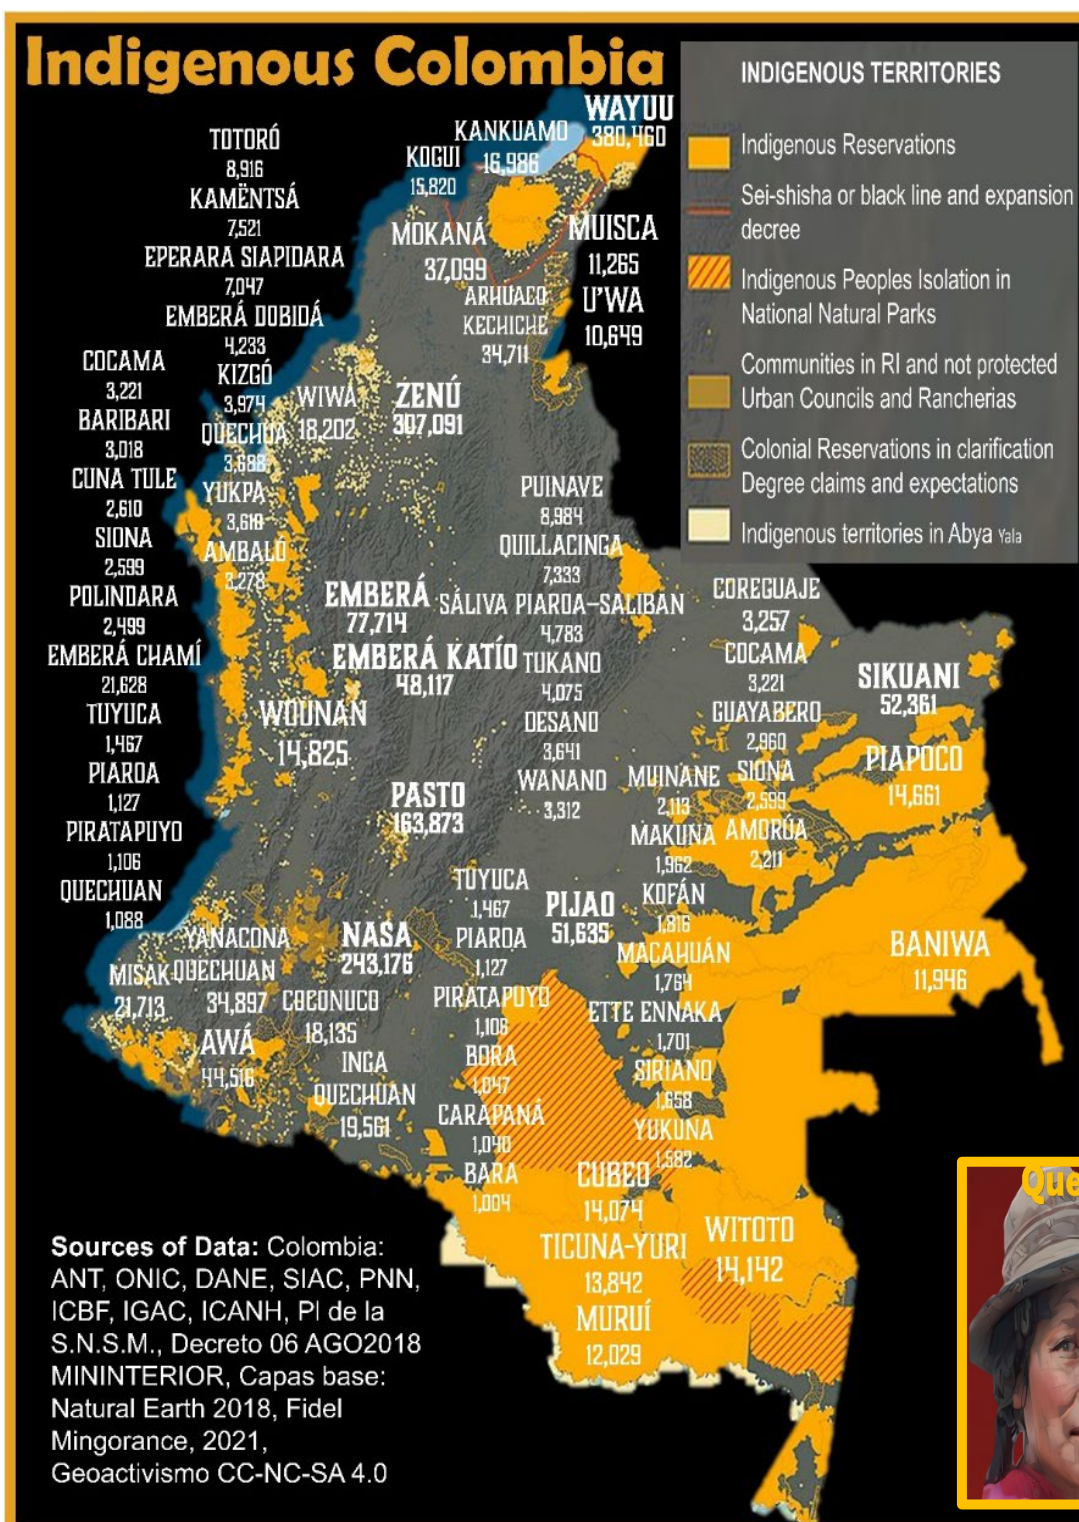 Indigenous Colombia
INDIGENOUS TERRITORIES
Indigenous Reservations
Sei-shisha or black line and expansion
decree
Indigenous Peoples Isolation in
National Natural Parks
Communities in RI and not protected
Urban Councils and Rancherias
Colonial Reservations in clarification
Degree claims and expectations
Indigenous territories in Abya Yala
WAYUU
380,460
KANKUAMO
16,986
KOGUI
15,820
MOKANÁ
37,099
MUISCA
11,265
U'WA
10,649
ARHUACO
KECHICHE
34,711
TOTORÓ
8,916
KAMËNTSÁ
7,521
EPERARA SIAPIDARA
7,047
EMBERÁ DOBIDÁ
4,233
KIZGÓ
3,974
QUECHUA
3,688
YUKPA
3,610
AMBALÓ
3,278
COCAMA
3,221
BARIBARI
3,018
CUNA TULE
2,610
SIONA
2,599
POLINDARA
2,499
EMBERÁ CHAMÍ
21,628
TUYUCA
1,467
PIAROA
1,127
PIRATAPUYO
1,106
QUECHUAN
1,088
WIWA
18,202
ZENÚ
307,091
EMBERÁ
77,714
EMBERÁ KATÍO
48,117
WOUNAN
14,825
PASTO
163,873
PUINAVE
8,984
QUILLACINGA
7,333
SÁLIVA PIAROA-SALIBAN
4,783
TUKANO
4,075
DESANO
3,641
WANANO
3,312
COREGUAJE
3,257
COCAMA
3,221
GUAYABERO
2,960
SIONA
2,599
AMORÚA
2,211
SIKUANI
52,361
PIAPOCO
14,661
MUINANE
2,113
MAKUNA
1,962
KOFÁN
1,816
MACAHUÁN
1,764
ETTE ENNAKA
1,701
SIRIANO
1,658
YUKUNA
1,582
BANIWA
11,946
TUYUCA
1,467
PIAROA
1,127
PIRATAPUYO
1,106
BORA
1,047
CARAPANÁ
1,040
BARA
1,004
PIJAO
51,635
NASA
243,176
YANACONA
QUECHUAN
34,897
MISAK
21,713
COCONUCO
18,135
AWÁ
44,516
INGA
QUECHUAN
19,561
CUBEO
14,074
TICUNA-YURI
13,842
MURUÍ
12,029
WITOTO
14,142
Sources of Data: Colombia:
ANT, ONIC, DANE, SIAC, PNN,
ICBF, IGAC, ICANH, PI de la
S.N.S.M., Decreto 06 AGO2018
MININTERIOR, Capas base:
Natural Earth 2018, Fidel
Mingorance, 2021,
Geoactivismo CC-NC-SA 4.0
Que